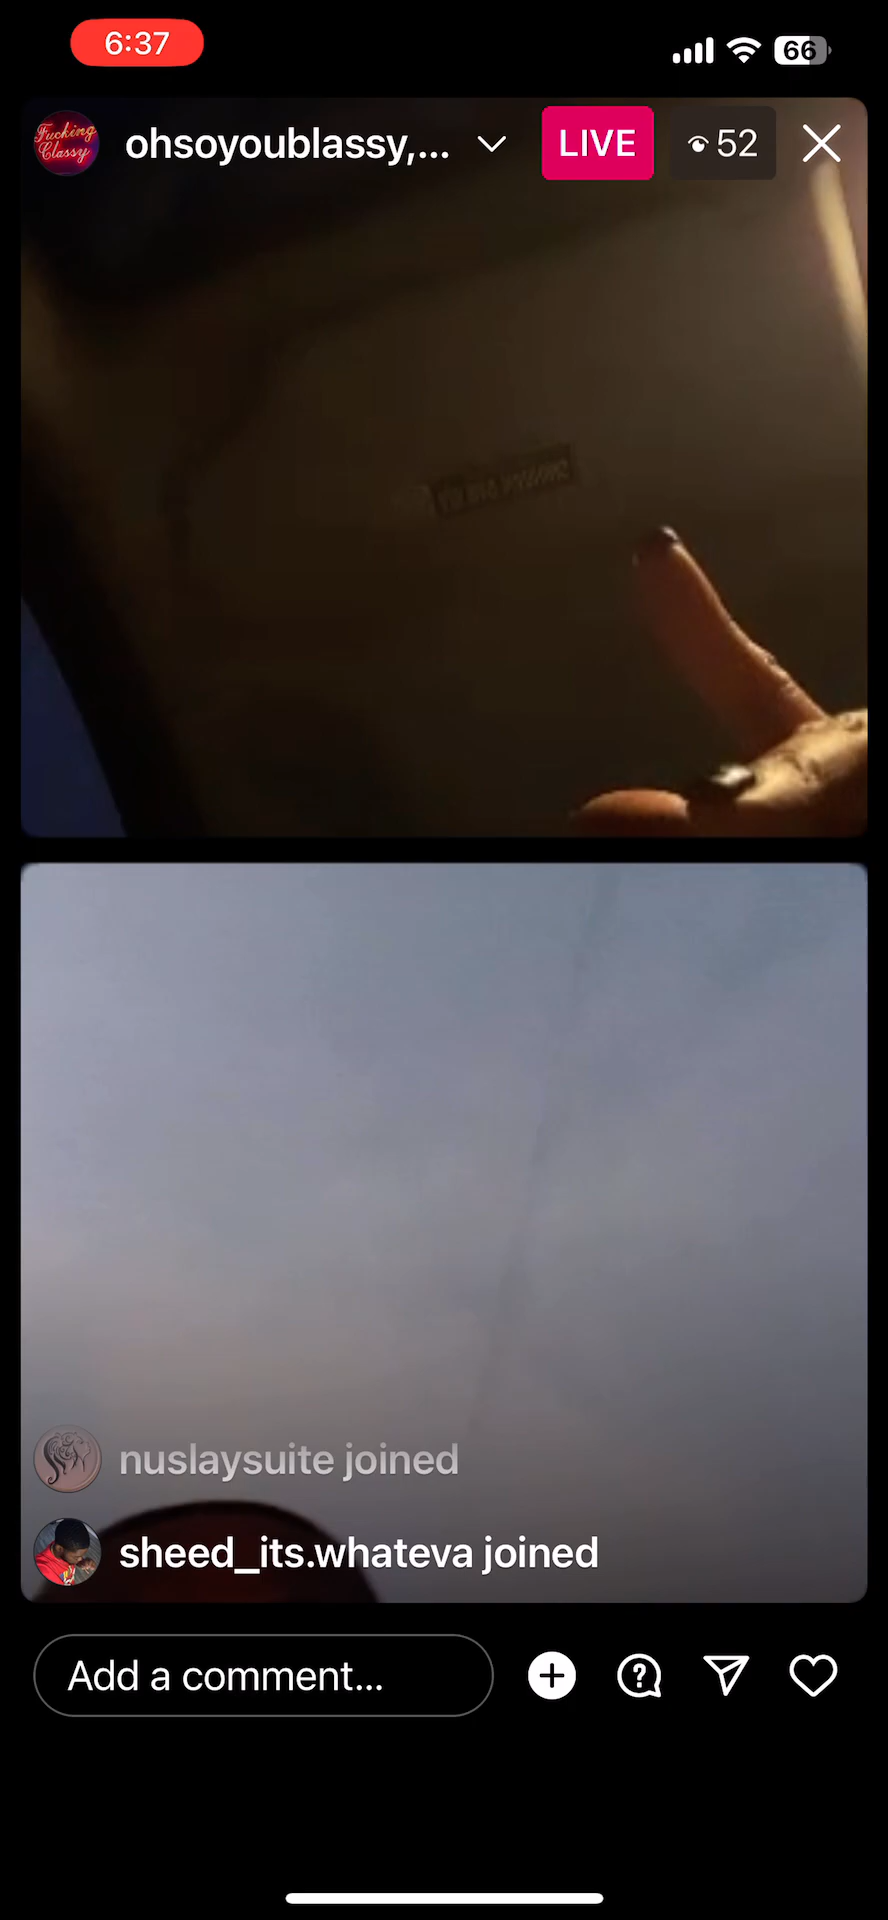 6:37
66
Fucking
Classy
ohsoyoublassy,...
LIVE
52
nuslaysuite joined
sheed_its.whateva joined
Add a comment...